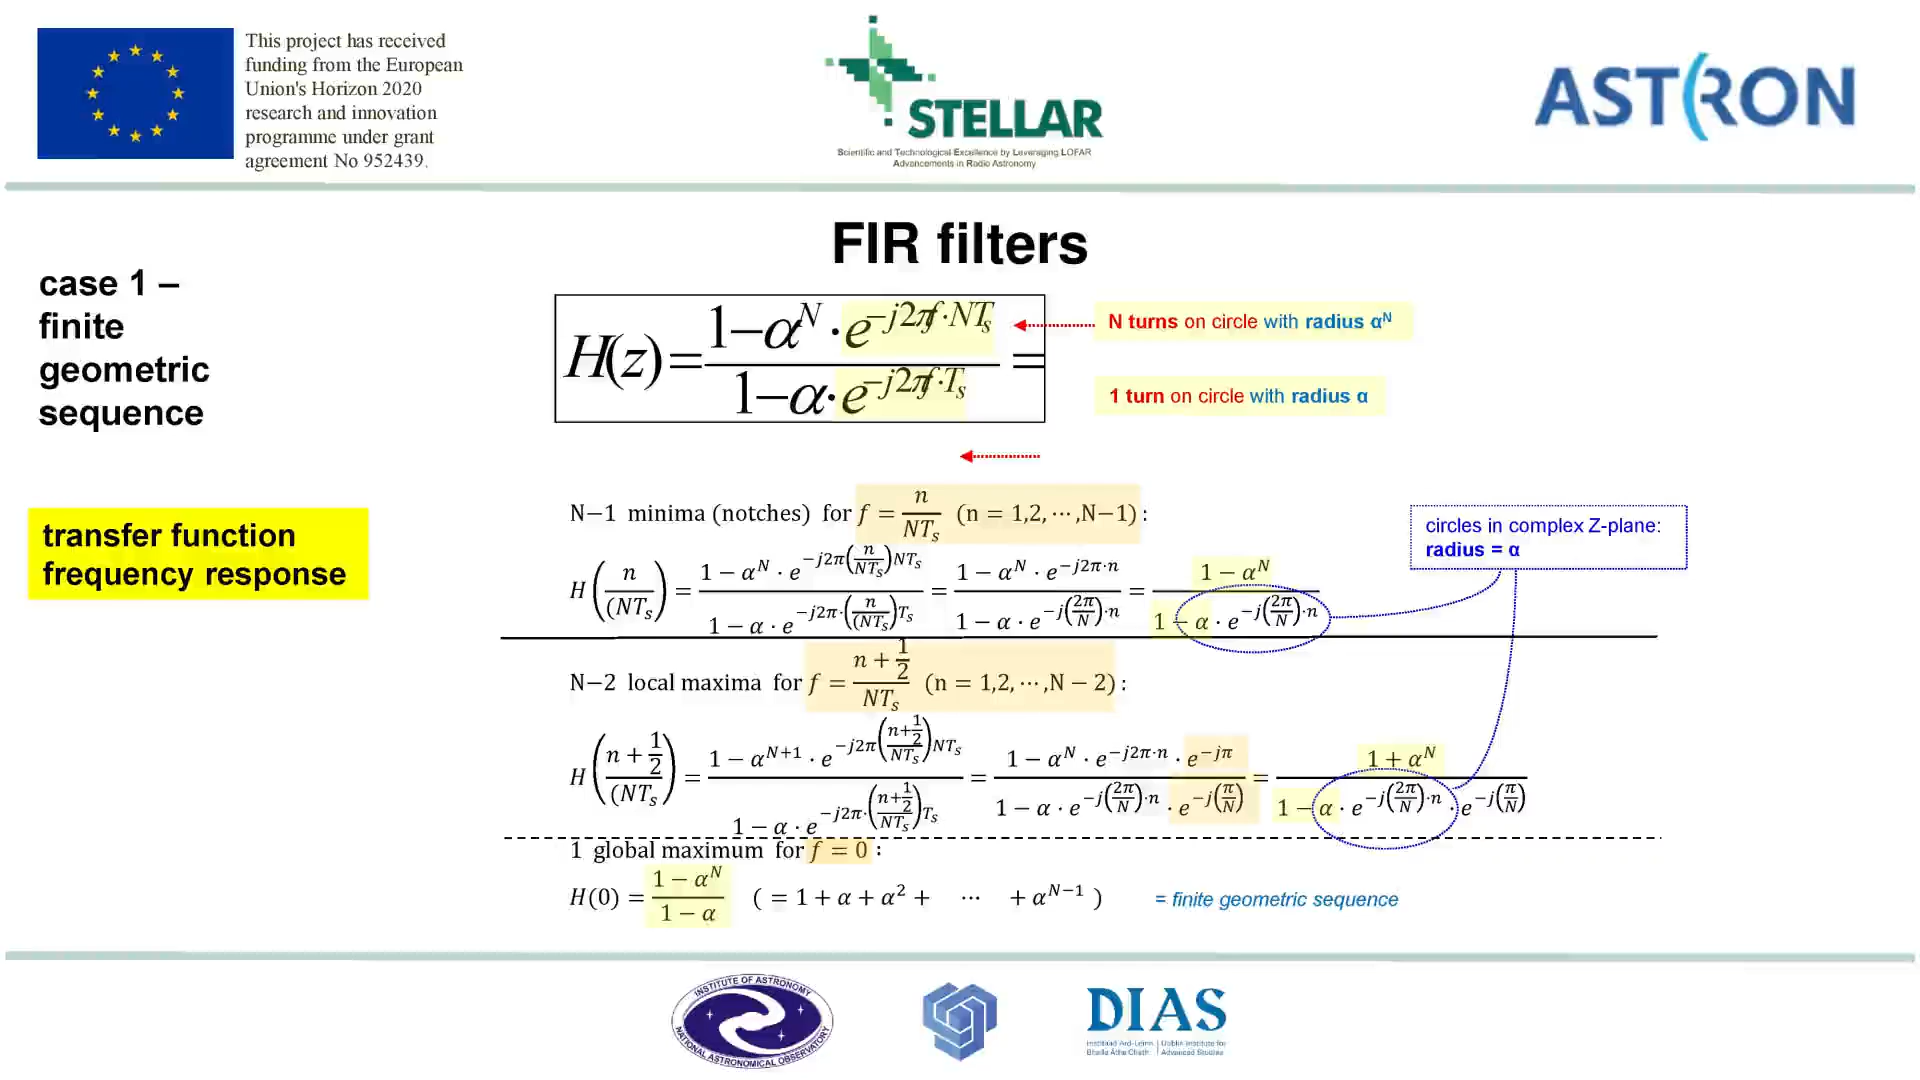 This project has received
funding from the European
Union's Horizon 2020
research and innovation
programme under grant
agreement No 952439.
STELLAR
Scientific and Technological Excellence by Leveraging LOFAR
Advancements in Radio Astronomy
ASTRON
FIR filters
case 1 –
finite
geometric
sequence
H(z) = (1−α^N · e^{−j2πf·NT_s}) / (1−α· e^{−j2πf·T_s}) =
N turns on circle with radius α^N
1 turn on circle with radius α
transfer function
frequency response
N−1 minima (notches) for f = n/(NT_s) (n = 1,2, ⋯ ,N−1) :
H(n/((NT_s)) = (1 − α^N · e^{−j2π(n/(NT_s))NT_s}) / (1 − α · e^{−j2π·(n/((NT_s))T_s}) = (1 − α^N · e^{−j2π·n}) / (1 − α · e^{−j(2π/N)·n}) = (1 − α^N) / (1 − α · e^{−j(2π/N)·n})
circles in complex Z-plane:
radius = α
N−2 local maxima for f = (n + 1/2)/(NT_s) (n = 1,2, ⋯ ,N − 2) :
H((n + 1/2)/((NT_s)) = (1 − α^{N+1} · e^{−j2π((n+1/2)/(NT_s))NT_s}) / (1 − α · e^{−j2π·((n+1/2)/(NT_s))T_s}) = (1 − α^N · e^{−j2π·n} · e^{−jπ}) / (1 − α · e^{−j(2π/N)·n} · e^{−j(π/N)}) = (1 + α^N) / (1 − α · e^{−j(2π/N)·n} · e^{−j(π/N)})
1 global maximum for f = 0 :
H(0) = (1 − α^N)/(1 − α) ( = 1 + α + α² + ⋯ + α^{N−1} ) = finite geometric sequence
INSTITUTE OF ASTRONOMY
NATIONAL ASTRONOMICAL OBSERVATORY
DIAS
Institiúid Ard-Léinn | Dublin Institute for
Bhaile Átha Cliath | Advanced Studies